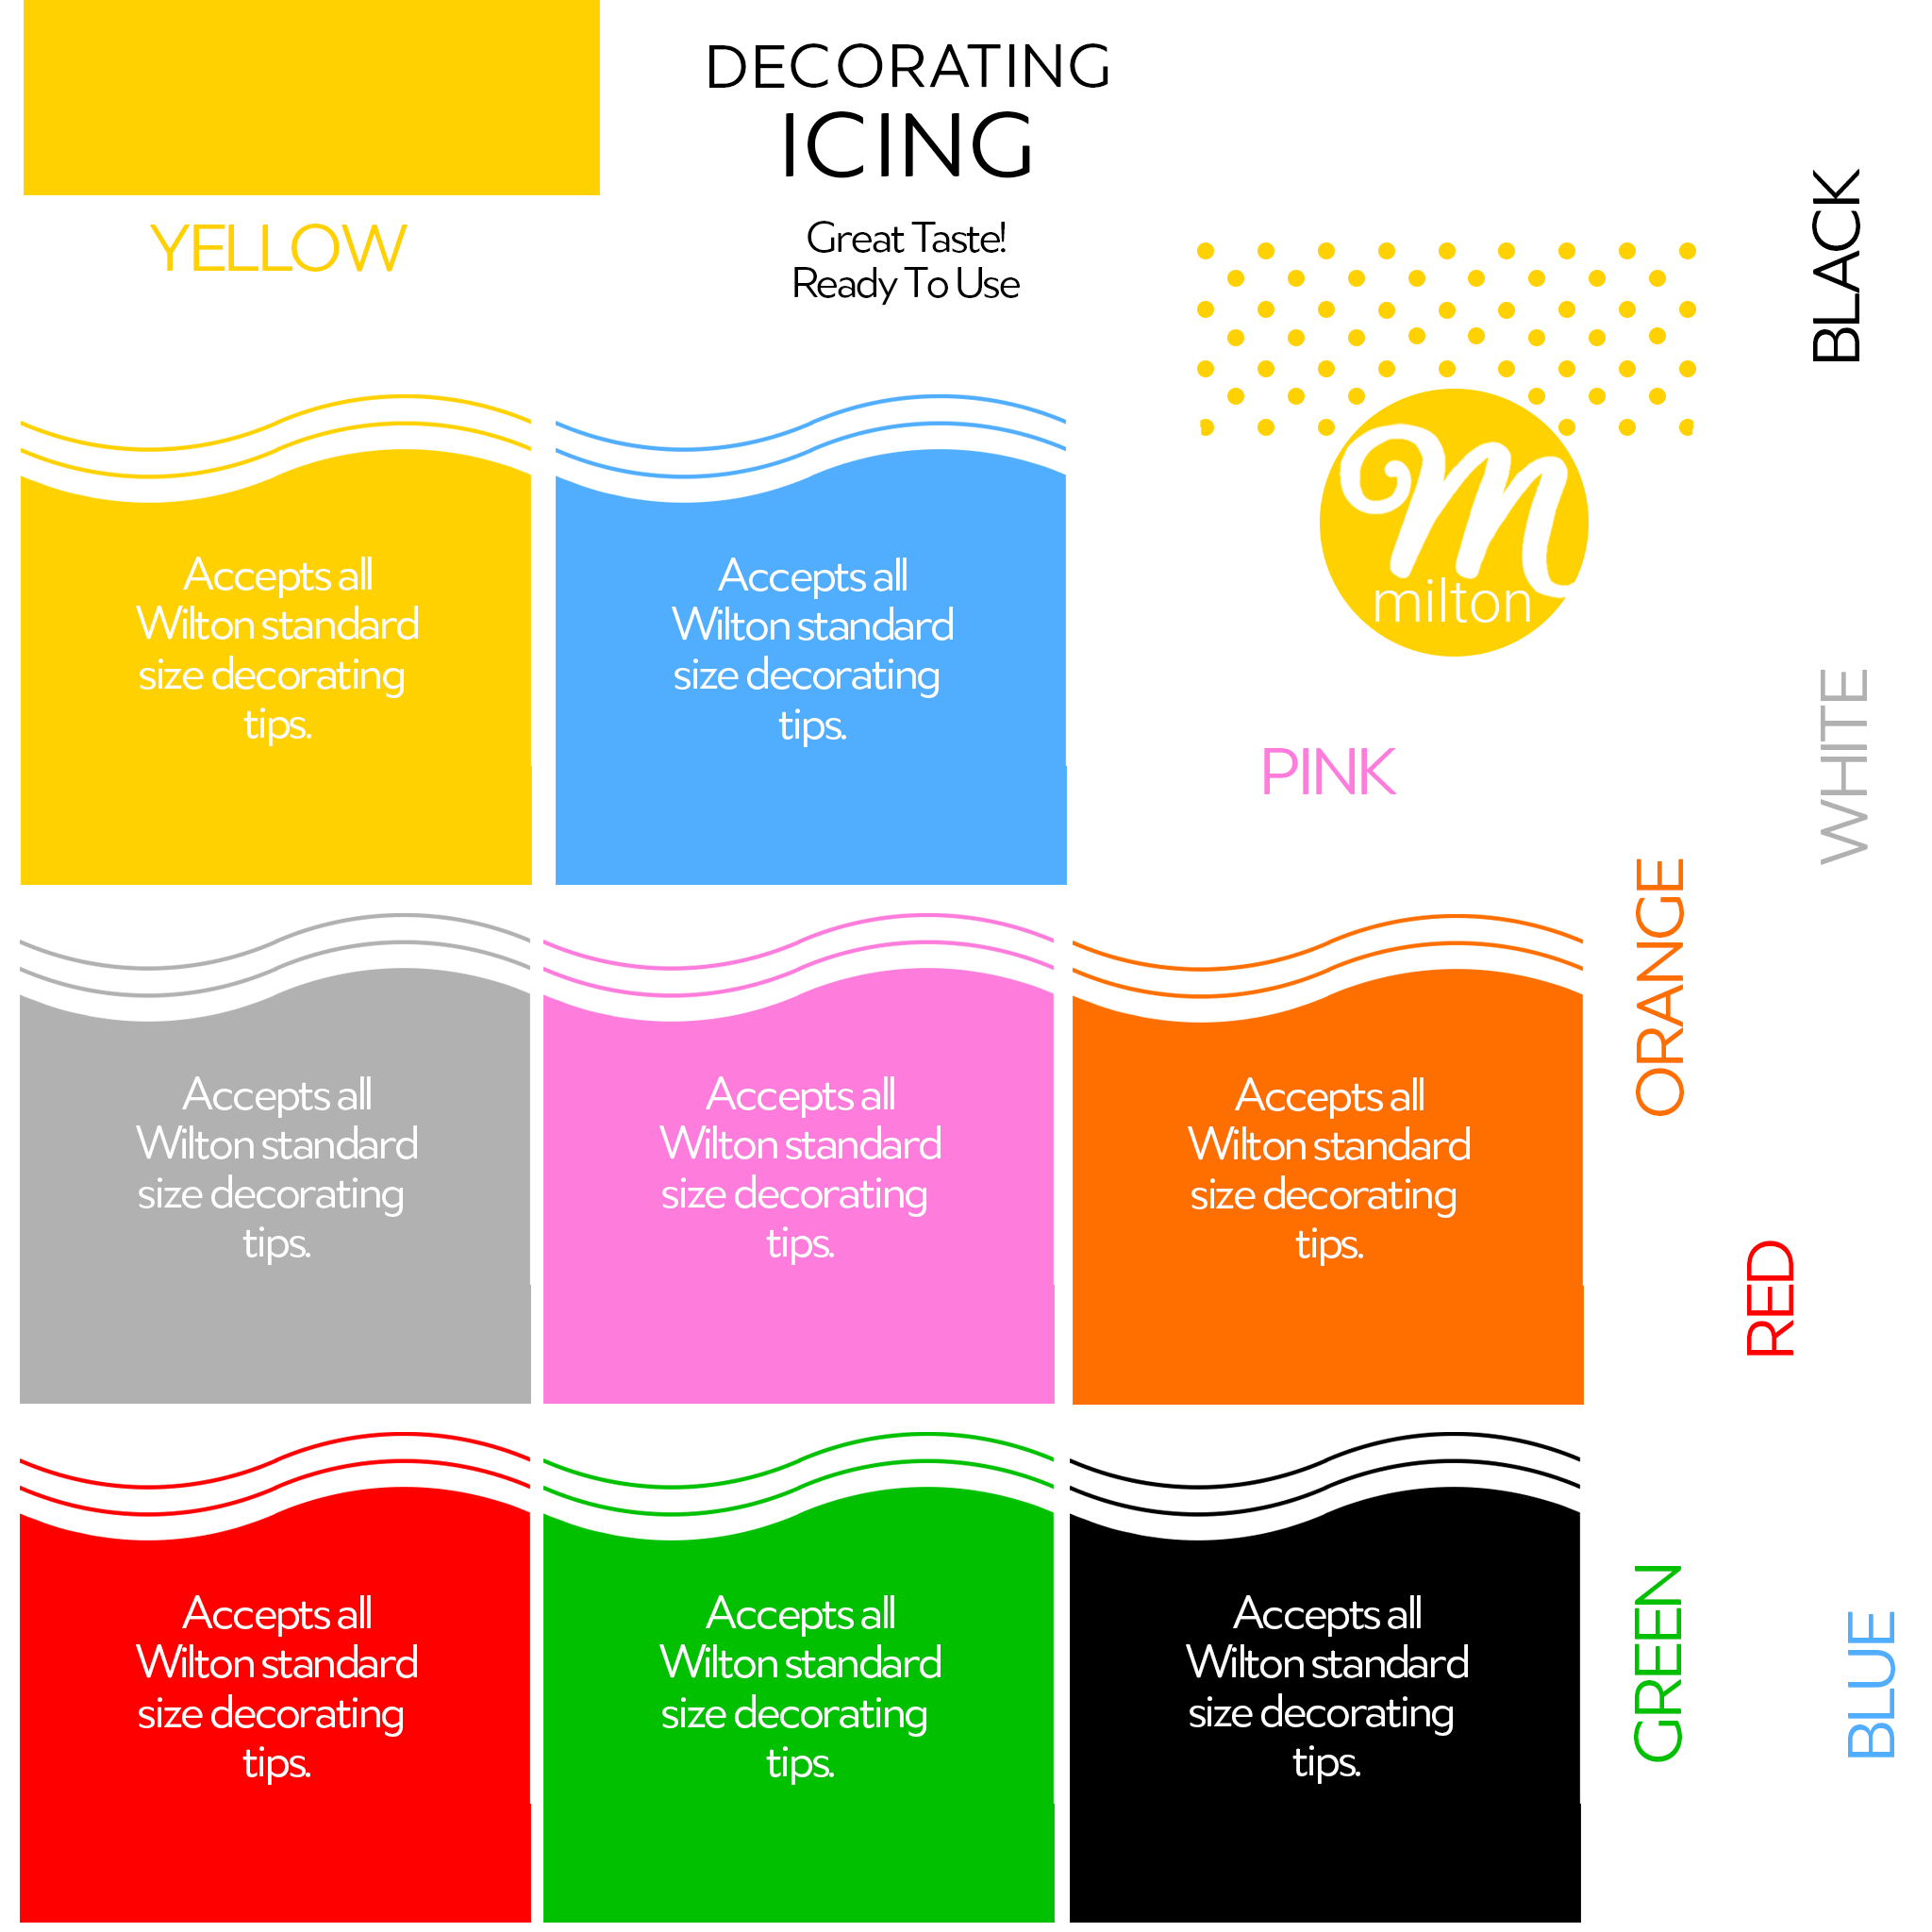 DECORATING
ICING
Great Taste!
Ready To Use
YELLOW
BLACK
m
milton
Accepts all
Wilton standard
size decorating
tips.
Accepts all
Wilton standard
size decorating
tips.
PINK
WHITE
ORANGE
Accepts all
Wilton standard
size decorating
tips.
Accepts all
Wilton standard
size decorating
tips.
Accepts all
Wilton standard
size decorating
tips.
RED
Accepts all
Wilton standard
size decorating
tips.
Accepts all
Wilton standard
size decorating
tips.
Accepts all
Wilton standard
size decorating
tips.
GREEN
BLUE